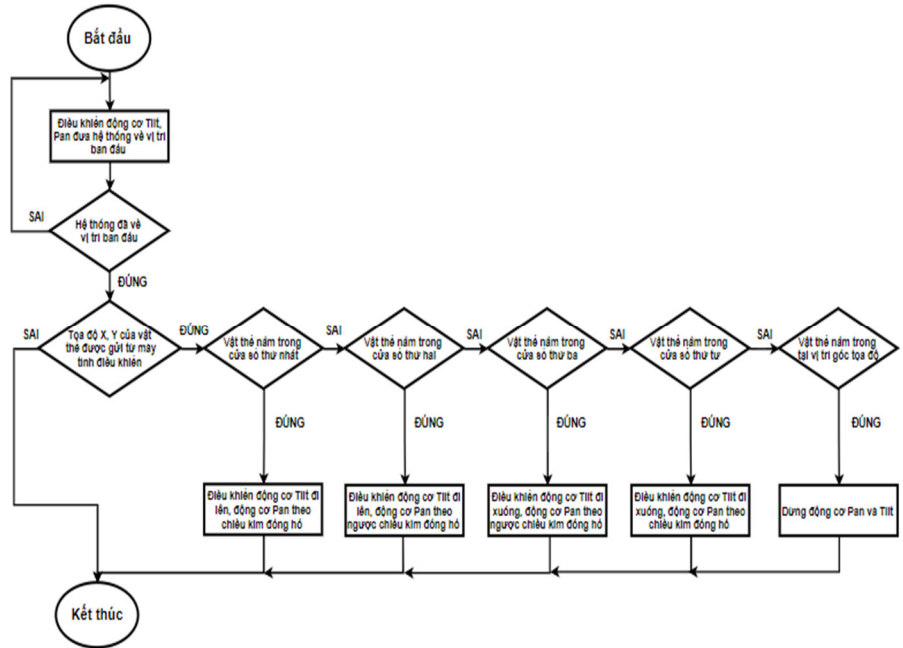 Bắt đầu
Điều khiển động cơ Tilt,
Pan đưa hệ thống về vị trí
ban đầu
SAI
Hệ thống đã về
vị trí ban đầu
ĐÚNG
SAI
Tọa độ X, Y của vật
thể được gửi từ máy
tính điều khiển
ĐÚNG
Vật thể nằm trong
cửa sổ thứ nhất
SAI
Vật thể nằm trong
cửa sổ thứ hai
SAI
Vật thể nằm trong
cửa sổ thứ ba
SAI
Vật thể nằm trong
cửa sổ thứ tư
SAI
Vật thể nằm trong
tại vị trí góc tọa độ
ĐÚNG
ĐÚNG
ĐÚNG
ĐÚNG
ĐÚNG
Điều khiển động cơ Tilt đi
lên, động cơ Pan theo
chiều kim đồng hồ
Điều khiển động cơ Tilt đi
lên, động cơ Pan theo
ngược chiều kim đồng hồ
Điều khiển động cơ Tilt đi
xuống, động cơ Pan theo
ngược chiều kim đồng hồ
Điều khiển động cơ Tilt đi
xuống, động cơ Pan theo
chiều kim đồng hồ
Dừng động cơ Pan và Tilt
Kết thúc